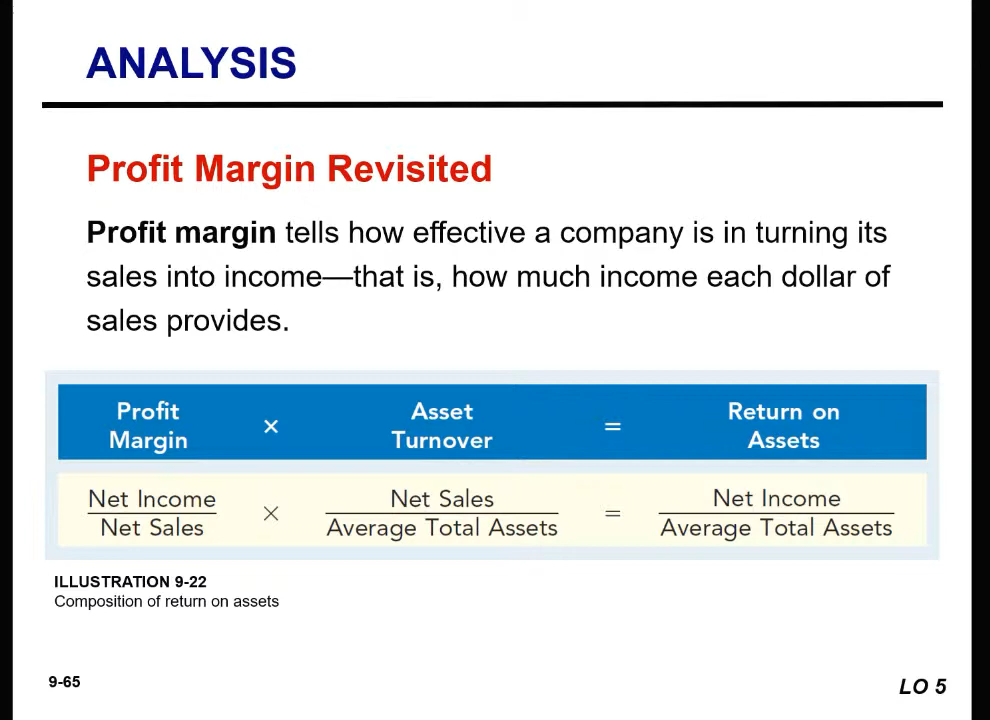 ANALYSIS
Profit Margin Revisited
Profit margin tells how effective a company is in turning its
sales into income—that is, how much income each dollar of
sales provides.
Profit Margin × Asset Turnover = Return on Assets
Net Income / Net Sales × Net Sales / Average Total Assets = Net Income / Average Total Assets
ILLUSTRATION 9-22
Composition of return on assets
9-65
LO 5